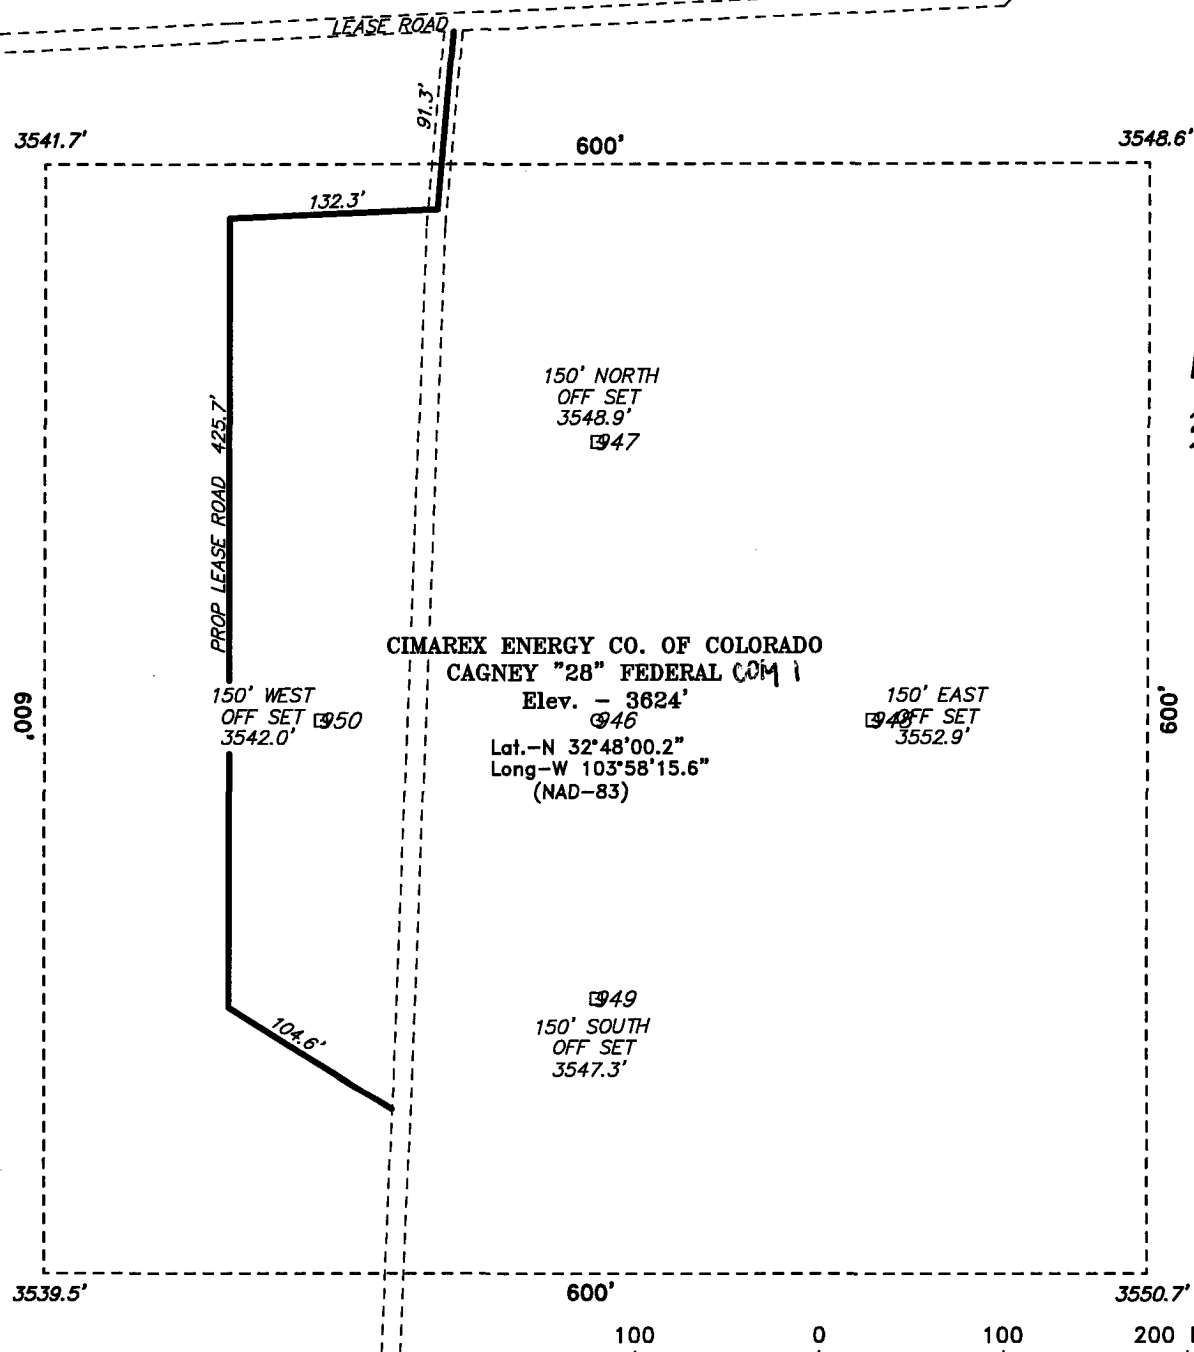 LEASE ROAD
91.3'
3541.7'
600'
3548.6'
132.3'
150' NORTH
OFF SET
3548.9'
947
PROP LEASE ROAD 425.7'
CIMAREX ENERGY CO. OF COLORADO
CAGNEY "28" FEDERAL COM 1
Elev. - 3624'
946
Lat.-N 32°48'00.2"
Long-W 103°58'15.6"
(NAD-83)
150' WEST
OFF SET 950
3542.0'
150' EAST
948 OFF SET
3552.9'
600'
600'
949
150' SOUTH
OFF SET
3547.3'
104.6'
3539.5'
600'
3550.7'
100 0 100 200